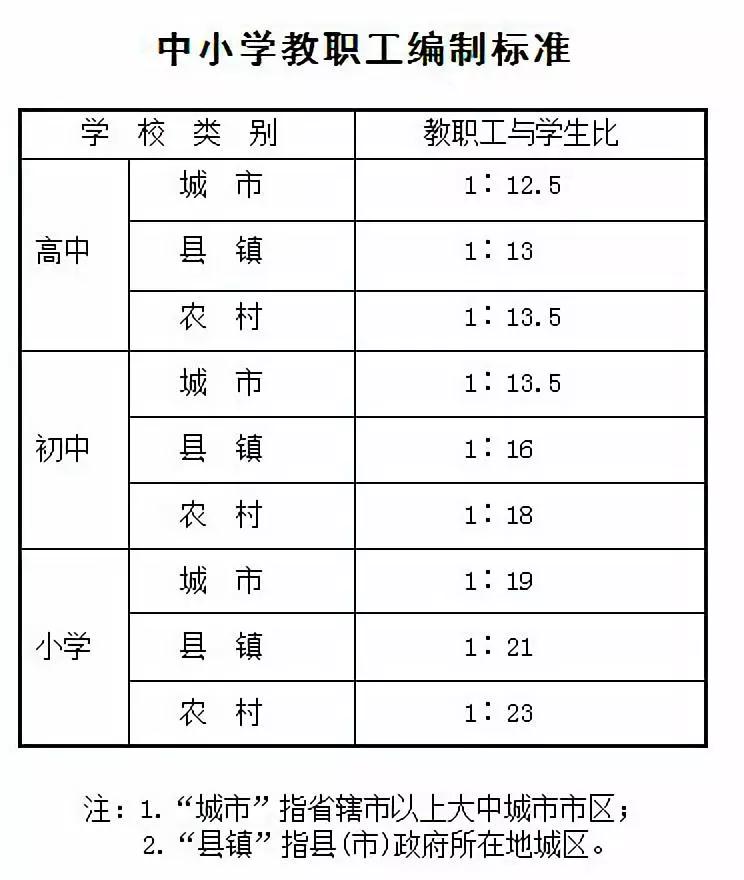 中小学教职工编制标准
学 校 类 别 教职工与学生比
高中 城 市 1∶12.5
县 镇 1∶13
农 村 1∶13.5
初中 城 市 1∶13.5
县 镇 1∶16
农 村 1∶18
小学 城 市 1∶19
县 镇 1∶21
农 村 1∶23
注：1.“城市”指省辖市以上大中城市市区；
2.“县镇”指县(市)政府所在地城区。